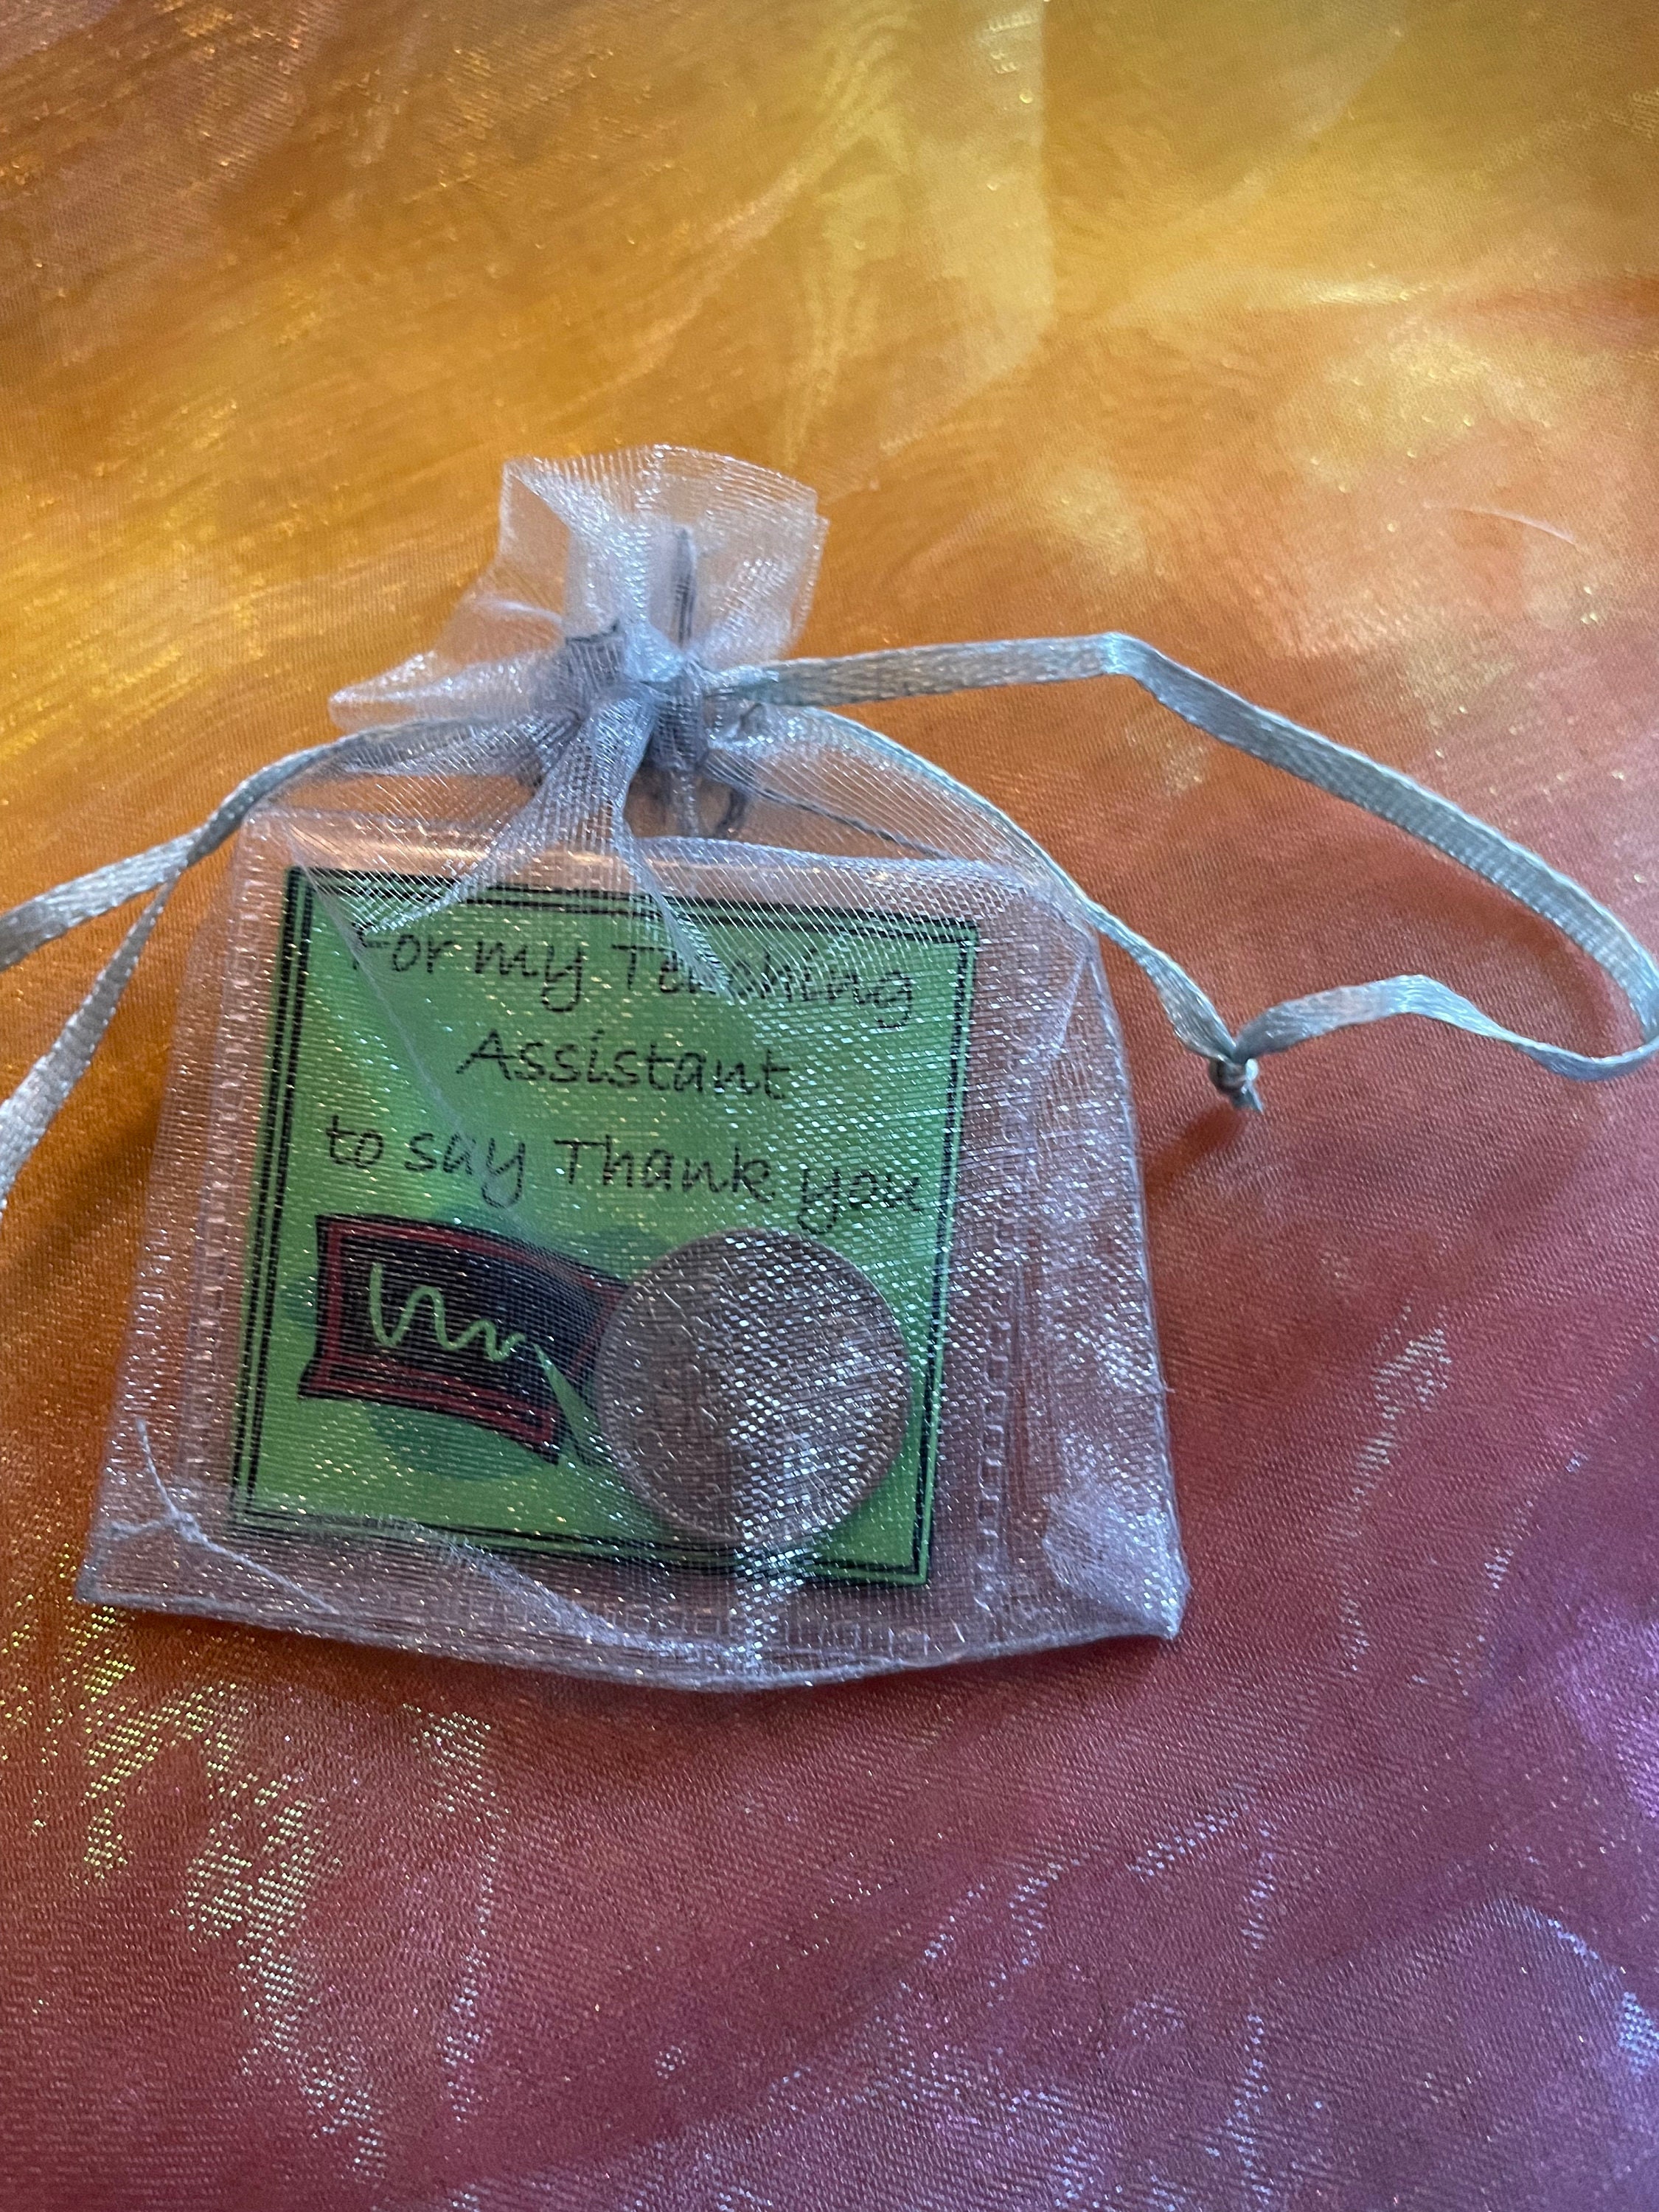 For my Teaching
Assistant
to say Thank you